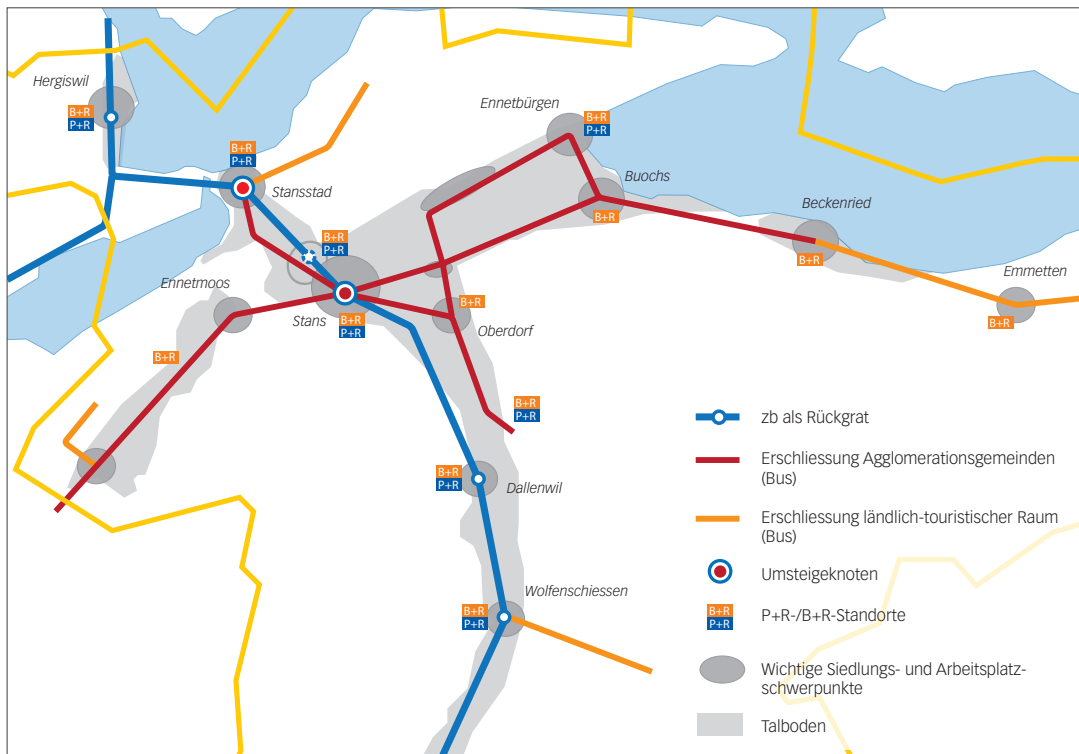 Hergiswil
B+R
P+R
B+R
P+R
Stansstad
Ennetbürgen
B+R
P+R
Buochs
B+R
Beckenried
B+R
Emmetten
B+R
B+R
P+R
Ennetmoos
B+R
Stans
B+R
P+R
B+R
Oberdorf
B+R
P+R
B+R
P+R
Dallenwil
Wolfenschiessen
B+R
P+R
zb als Rückgrat
Erschliessung Agglomerationsgemeinden
(Bus)
Erschliessung ländlich-touristischer Raum
(Bus)
Umsteigeknoten
B+R
P+R
P+R-/B+R-Standorte
Wichtige Siedlungs- und Arbeitsplatz-
schwerpunkte
Talboden